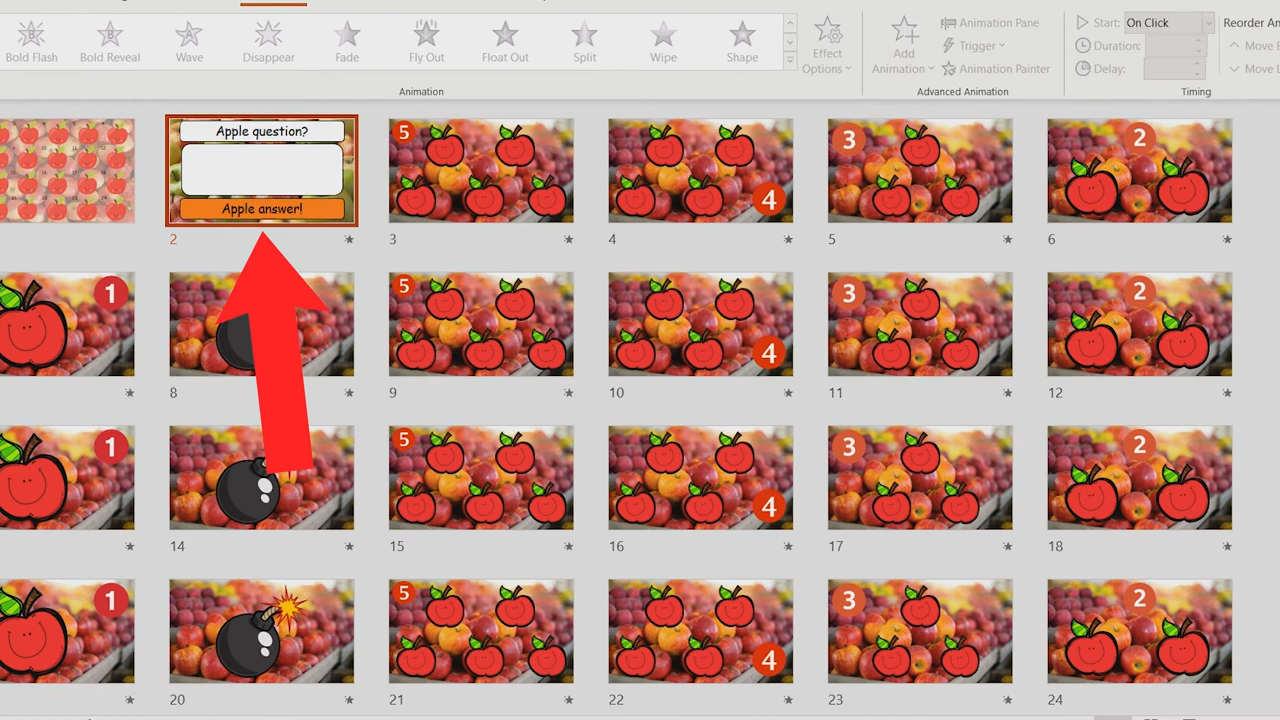 Start: On Click
Reorder An
Animation Pane
Bold Flash
Bold Reveal
Wave
Disappear
Fade
Fly Out
Float Out
Split
Wipe
Shape
Effect
Options
Add
Animation
Trigger
Animation Painter
Duration:
Delay:
Move E
Move L
Animation
Advanced Animation
Timing
Apple question?
Apple answer!
5
4
3
2
2
3
4
5
6
1
5
4
3
2
8
9
10
11
12
1
5
4
3
2
14
15
16
17
18
1
5
4
3
2
20
21
22
23
24